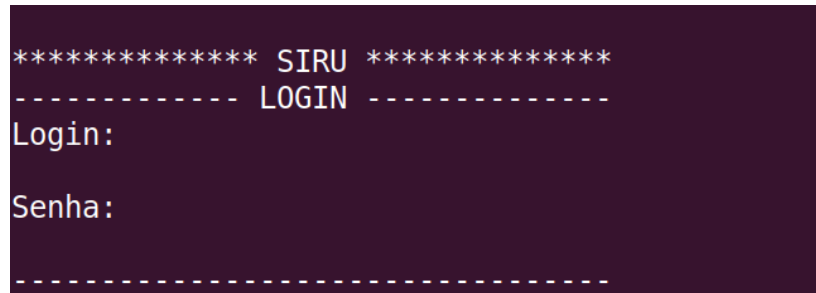 ************** SIRU **************
------------- LOGIN --------------
Login:
Senha:
----------------------------------